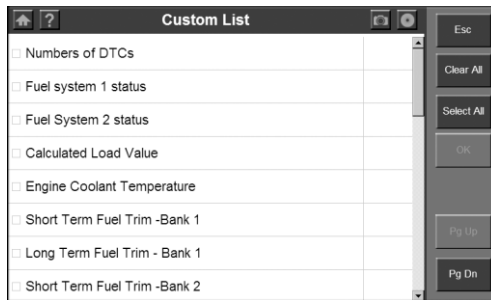 ?
Custom List
Esc
Numbers of DTCs
Clear All
Fuel system 1 status
Select All
Fuel System 2 status
Calculated Load Value
OK
Engine Coolant Temperature
Short Term Fuel Trim -Bank 1
Pg Up
Long Term Fuel Trim - Bank 1
Pg Dn
Short Term Fuel Trim -Bank 2